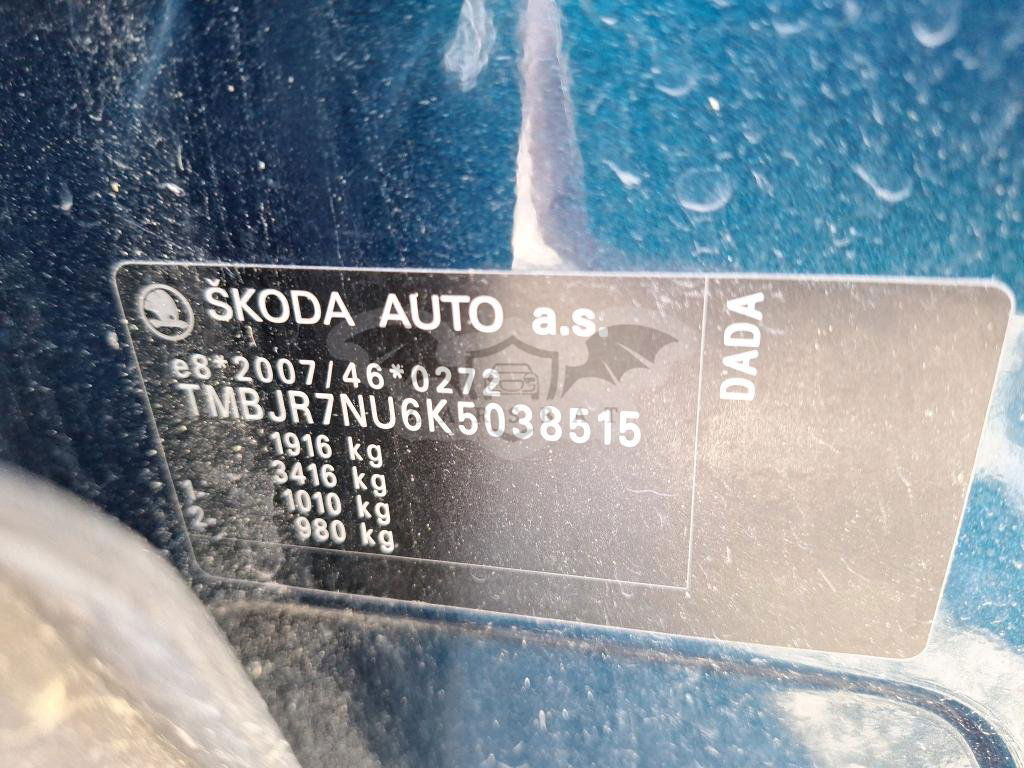 ŠKODA AUTO a.s.
e8*2007/46*0272
TMBJR7NU6K5038515
1916 kg
3416 kg
1- 1010 kg
2- 980 kg
DADA